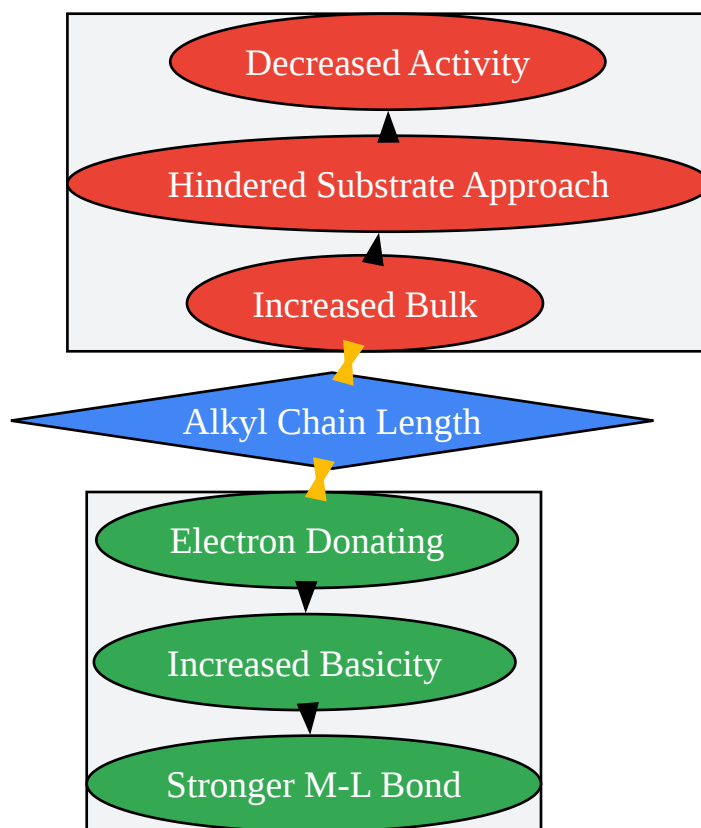 Decreased Activity
Hindered Substrate Approach
Increased Bulk
Alkyl Chain Length
Electron Donating
Increased Basicity
Stronger M-L Bond